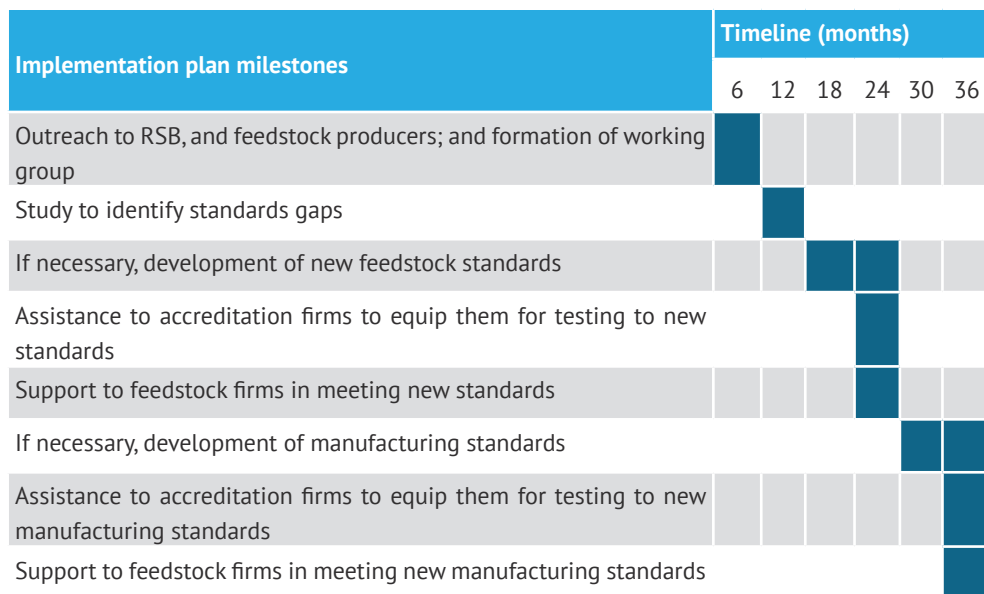 Implementation plan milestones
Timeline (months)
6 12 18 24 30 36
Outreach to RSB, and feedstock producers; and formation of working
group
Study to identify standards gaps
If necessary, development of new feedstock standards
Assistance to accreditation firms to equip them for testing to new
standards
Support to feedstock firms in meeting new standards
If necessary, development of manufacturing standards
Assistance to accreditation firms to equip them for testing to new
manufacturing standards
Support to feedstock firms in meeting new manufacturing standards